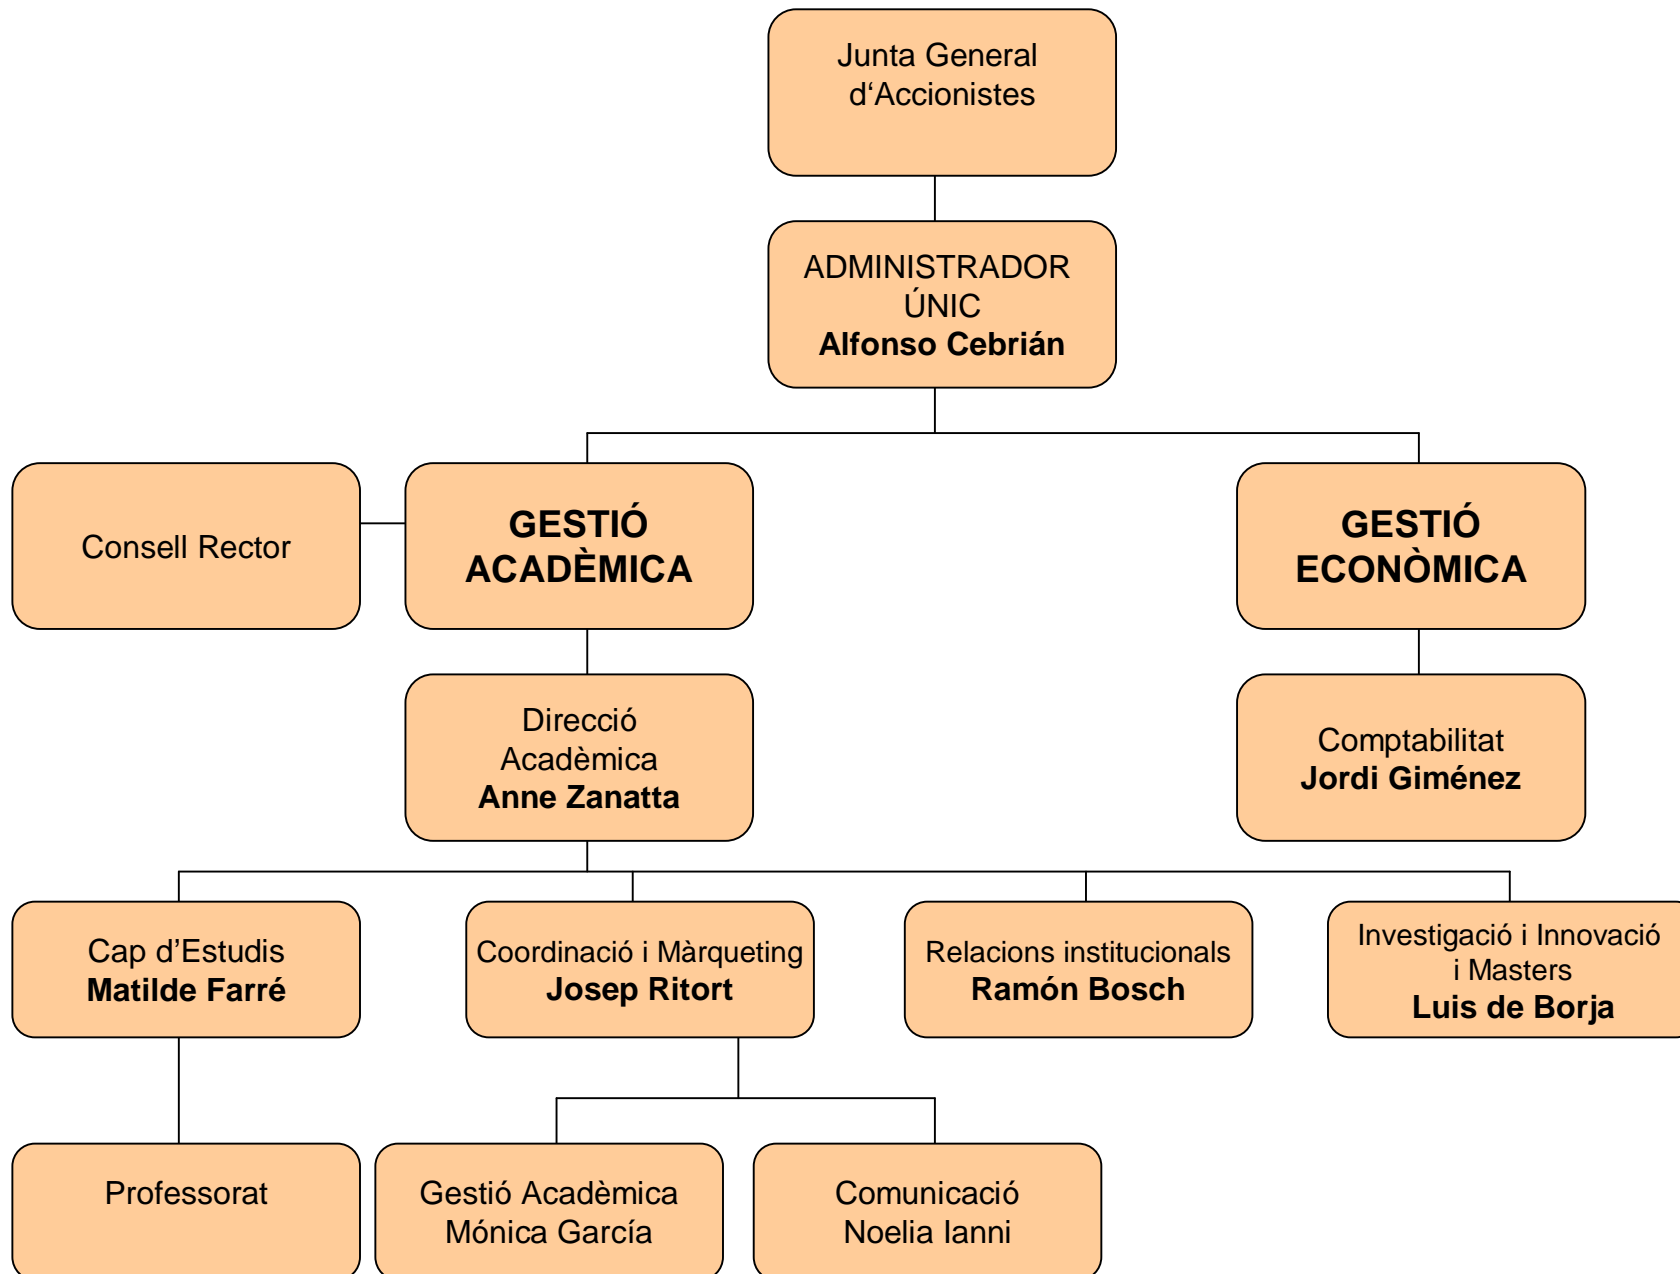 Junta General
d‘Accionistes
ADMINISTRADOR
ÚNIC
Alfonso Cebrián
Consell Rector
GESTIÓ
ACADÈMICA
GESTIÓ
ECONÒMICA
Direcció
Acadèmica
Anne Zanatta
Comptabilitat
Jordi Giménez
Cap d’Estudis
Matilde Farré
Coordinació i Màrqueting
Josep Ritort
Relacions institucionals
Ramón Bosch
Investigació i Innovació
i Masters
Luis de Borja
Professorat
Gestió Acadèmica
Mónica García
Comunicació
Noelia Ianni